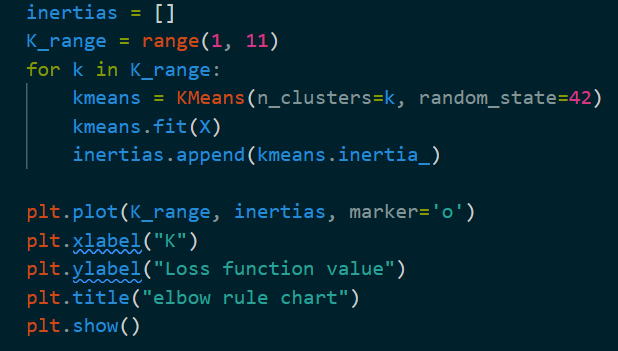 inertias = []
K_range = range(1, 11)
for k in K_range:
    kmeans = KMeans(n_clusters=k, random_state=42)
    kmeans.fit(X)
    inertias.append(kmeans.inertia_)

plt.plot(K_range, inertias, marker='o')
plt.xlabel("K")
plt.ylabel("Loss function value")
plt.title("elbow rule chart")
plt.show()